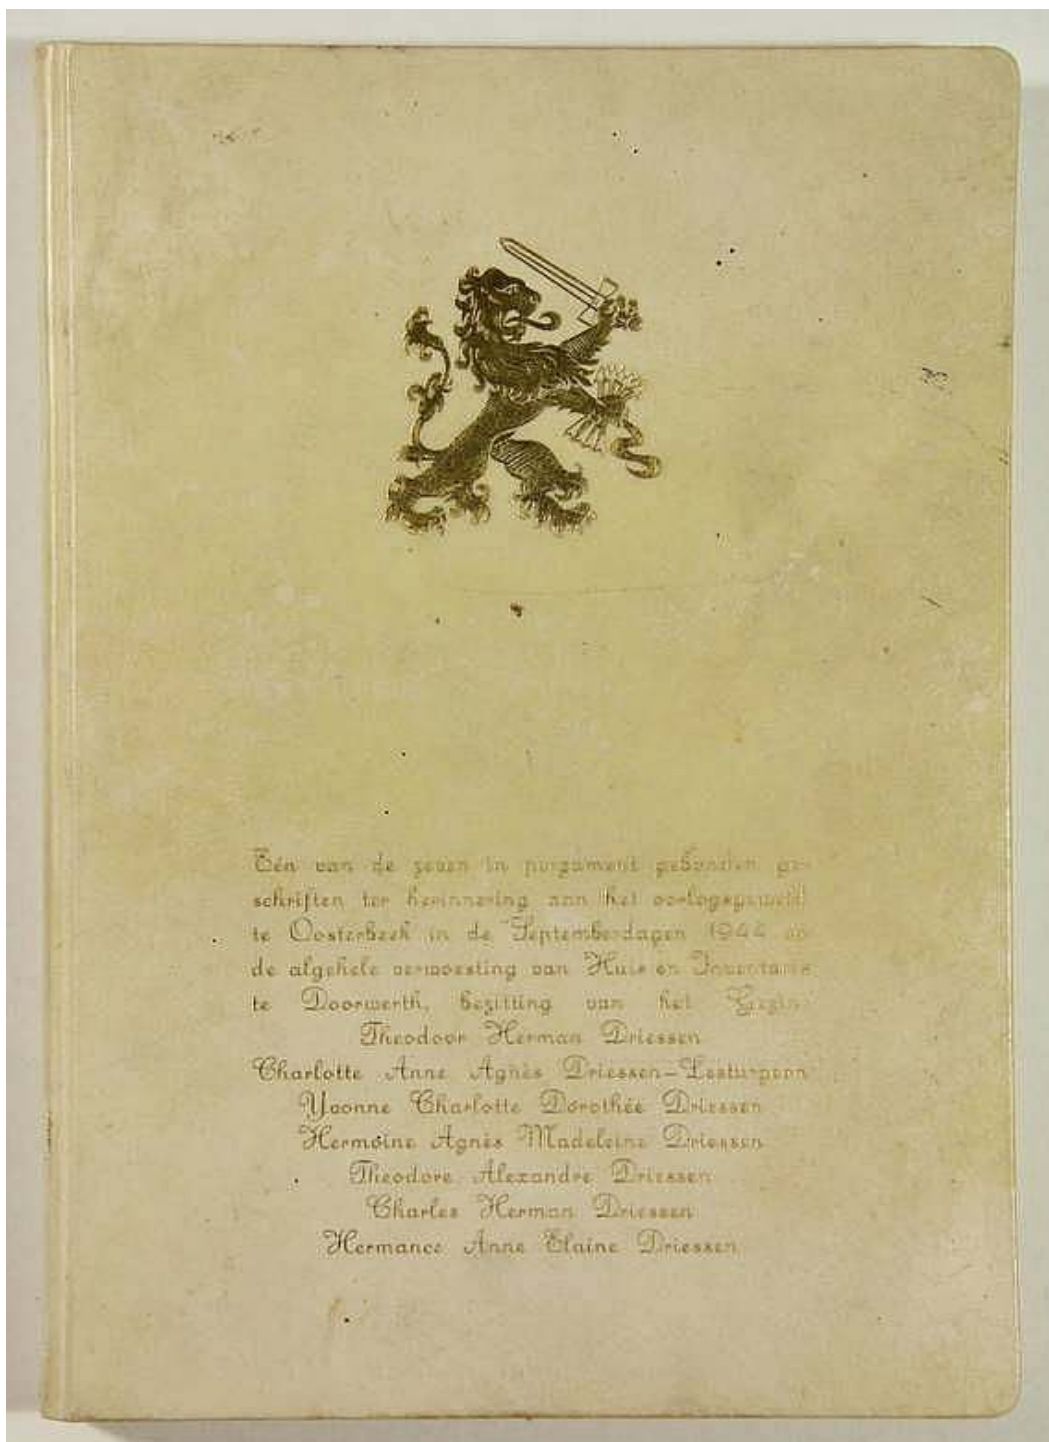 Eén van de zeven in pergament gebonden ge-
schriften ter herinnering aan het oorlogsgeweld
te Oosterbeek in de Septemberdagen 1944 en
de algehele verwoesting van Huis en Inventaris
te Doorwerth, bezitting van het Gezin:
Theodoor Herman Driessen
Charlotte Anne Agnès Driessen-Lesturgeon
Yvonne Charlotte Dorothée Driessen
Hermoine Agnès Madeleine Driessen
Theodore Alexandre Driessen
Charles Herman Driessen
Hermance Anne Elaine Driessen